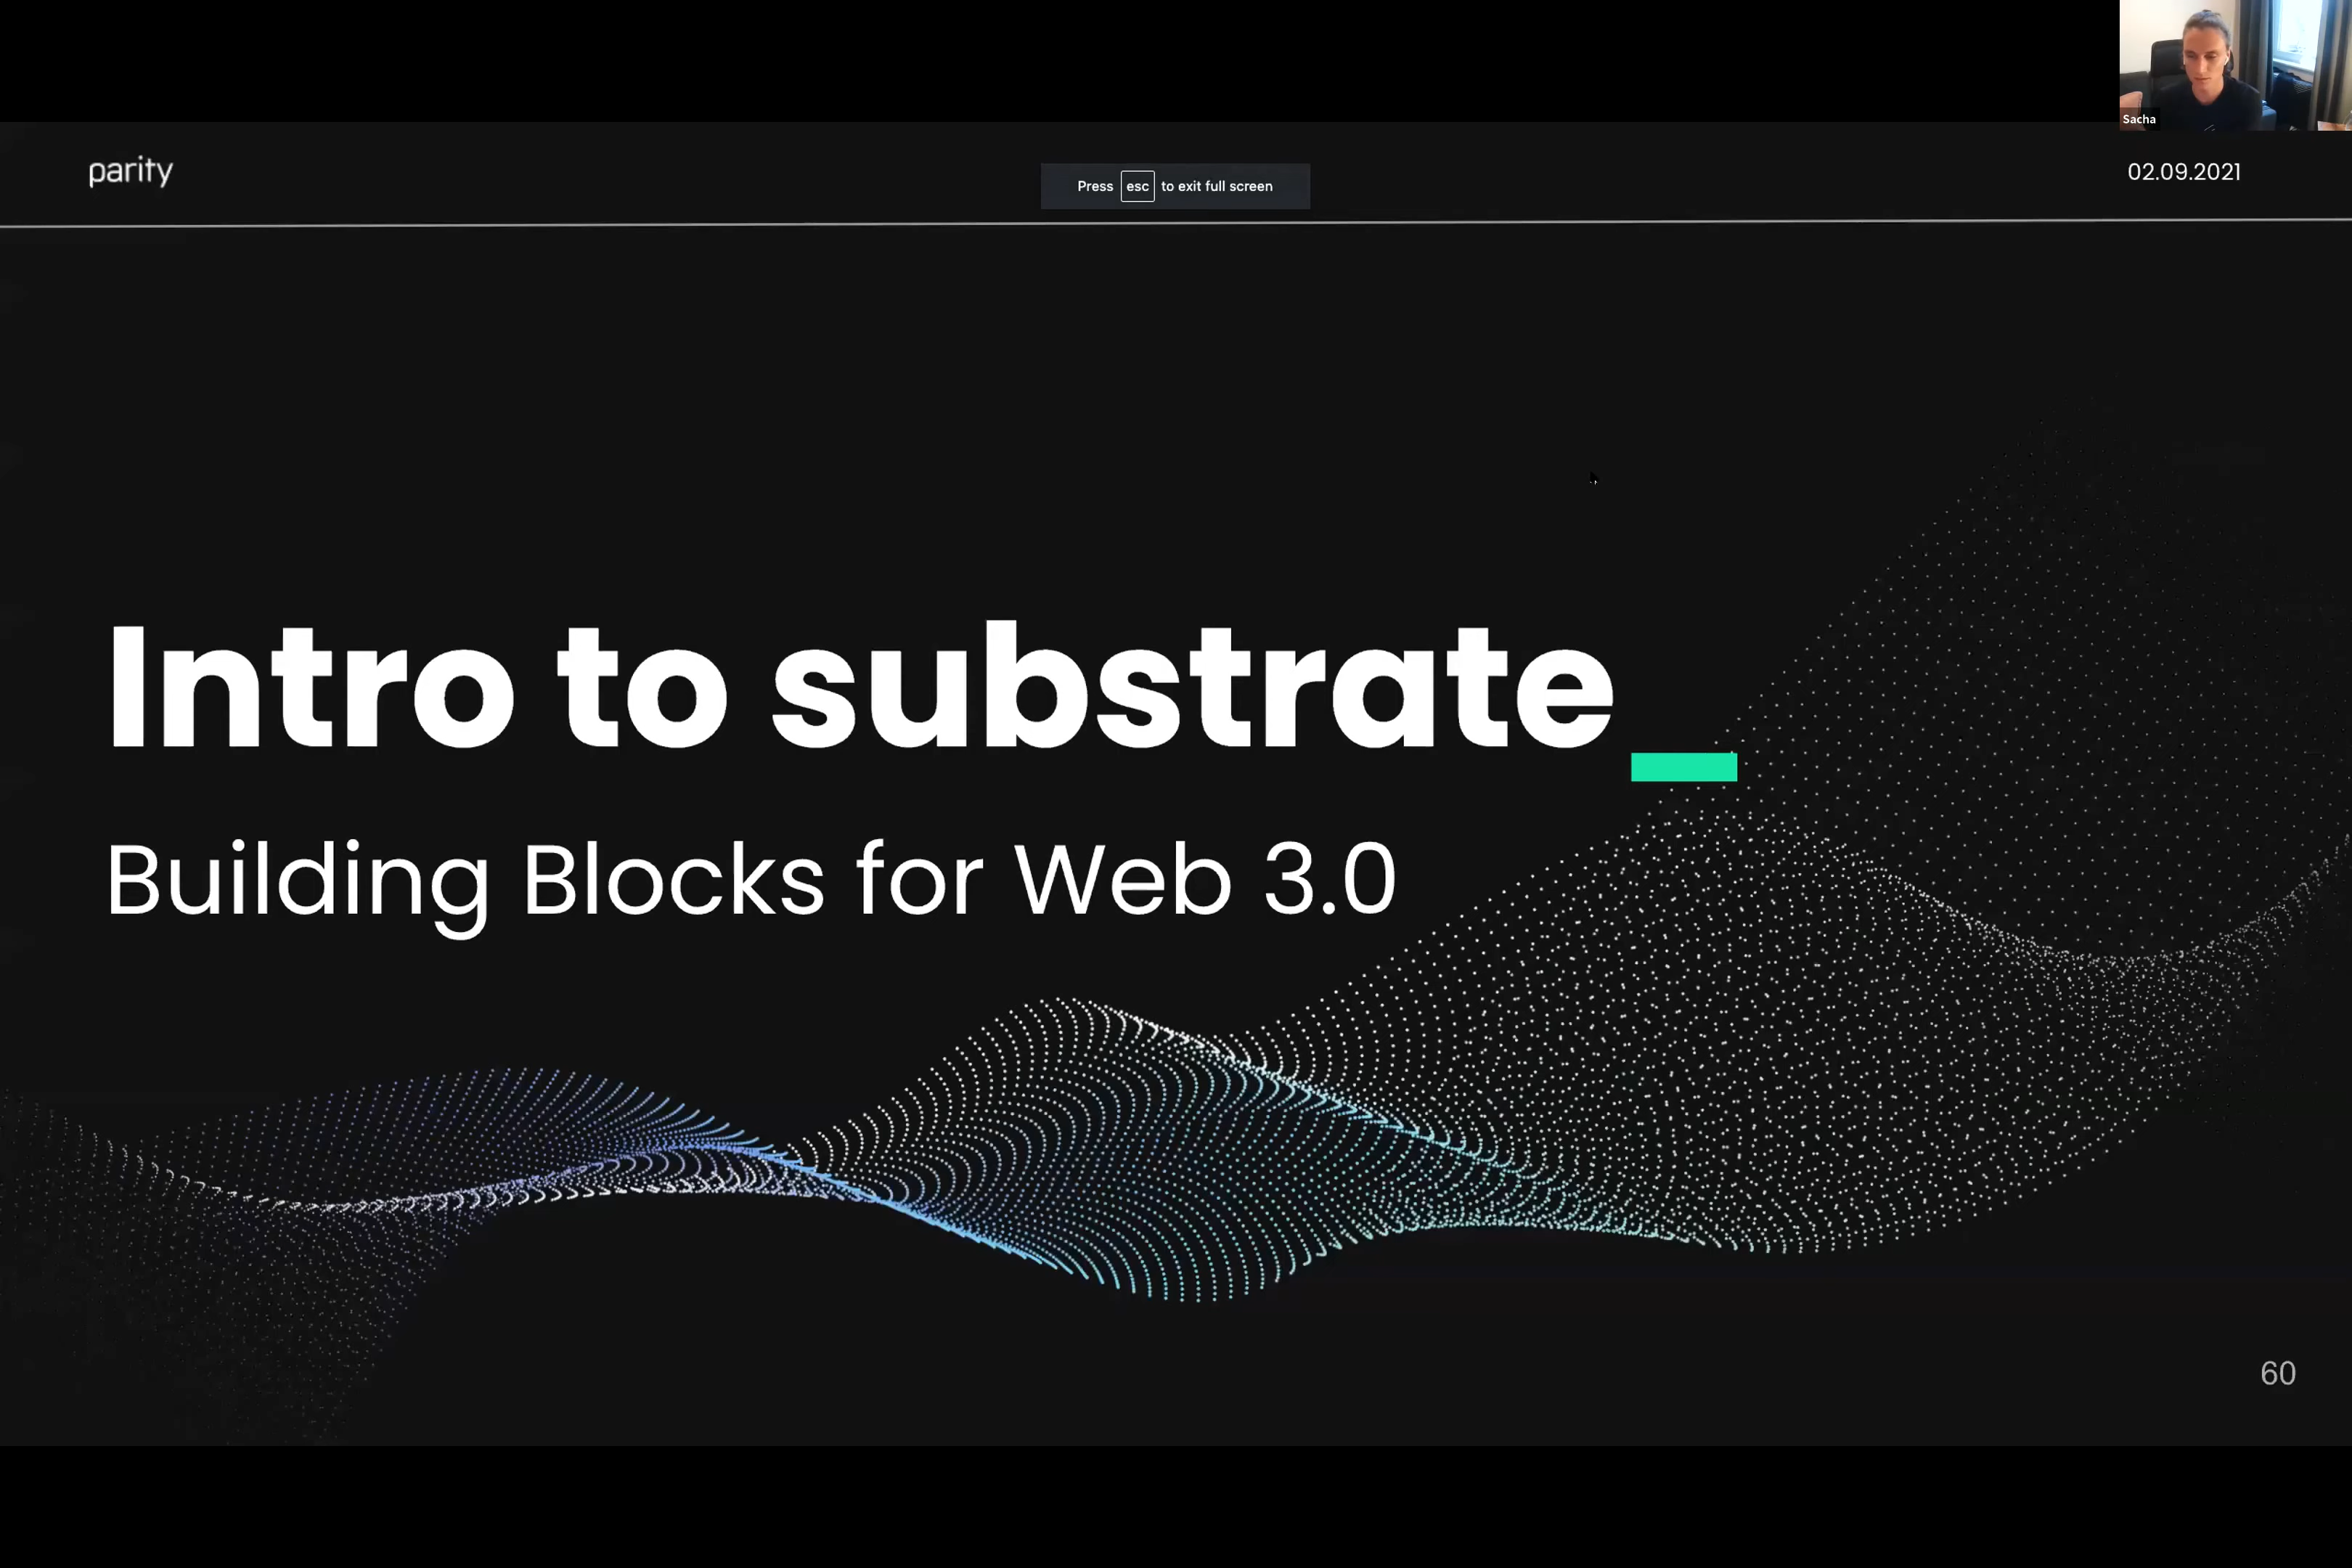 Sacha
parity
Press esc to exit full screen
02.09.2021
Intro to substrate_
Building Blocks for Web 3.0
60